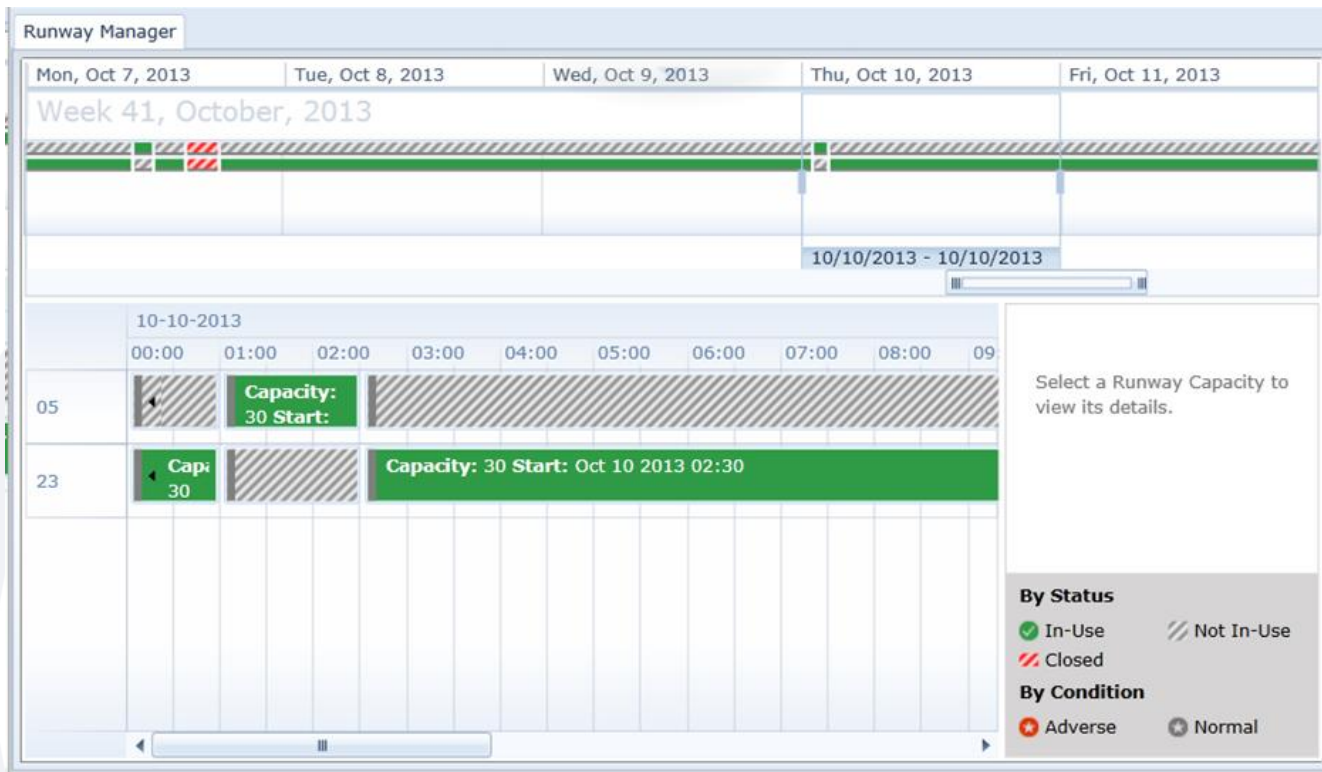 Runway Manager
Mon, Oct 7, 2013 Tue, Oct 8, 2013 Wed, Oct 9, 2013 Thu, Oct 10, 2013 Fri, Oct 11, 2013
Week 41, October, 2013
10/10/2013 - 10/10/2013
10-10-2013
00:00 01:00 02:00 03:00 04:00 05:00 06:00 07:00 08:00 09:
05
Capacity:
30 Start:
23
Capa
30
Capacity: 30 Start: Oct 10 2013 02:30
Select a Runway Capacity to
view its details.
By Status
In-Use Not In-Use
Closed
By Condition
Adverse Normal